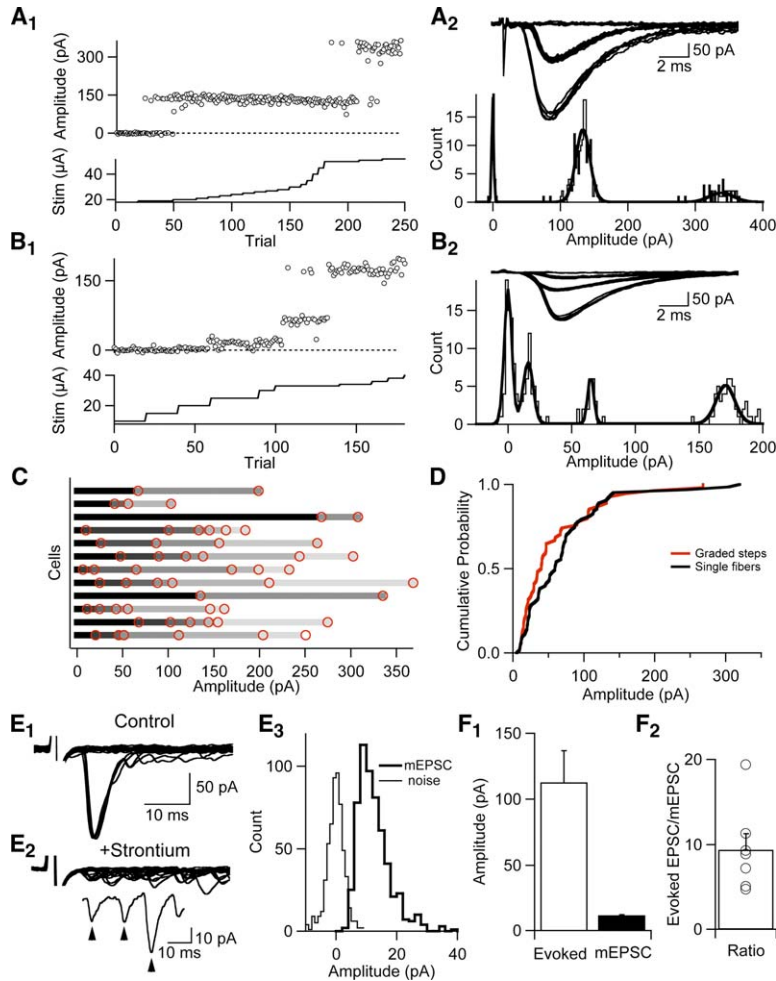 A1
A2
Amplitude (pA)
300
150
0
Stim (µA)
40
20
0 50 100 150 200 250
Trial
50 pA
2 ms
Count
15
10
5
0
0 100 200 300 400
Amplitude (pA)
B1
B2
Amplitude (pA)
150
0
Stim (µA)
40
20
0 50 100 150
Trial
50 pA
2 ms
Count
15
10
5
0
0 50 100 150 200
Amplitude (pA)
C
Cells
0 50 100 150 200 250 300 350
Amplitude (pA)
D
Cumulative Probability
1.0
0.5
0.0
Graded steps
Single fibers
0 100 200 300
Amplitude (pA)
E1
Control
50 pA
10 ms
E2
+Strontium
10 pA
10 ms
E3
Count
100
50
0
mEPSC
noise
0 20 40
Amplitude (pA)
F1
Amplitude (pA)
150
100
50
0
Evoked mEPSC
F2
Evoked EPSC/mEPSC
20
10
0
Ratio